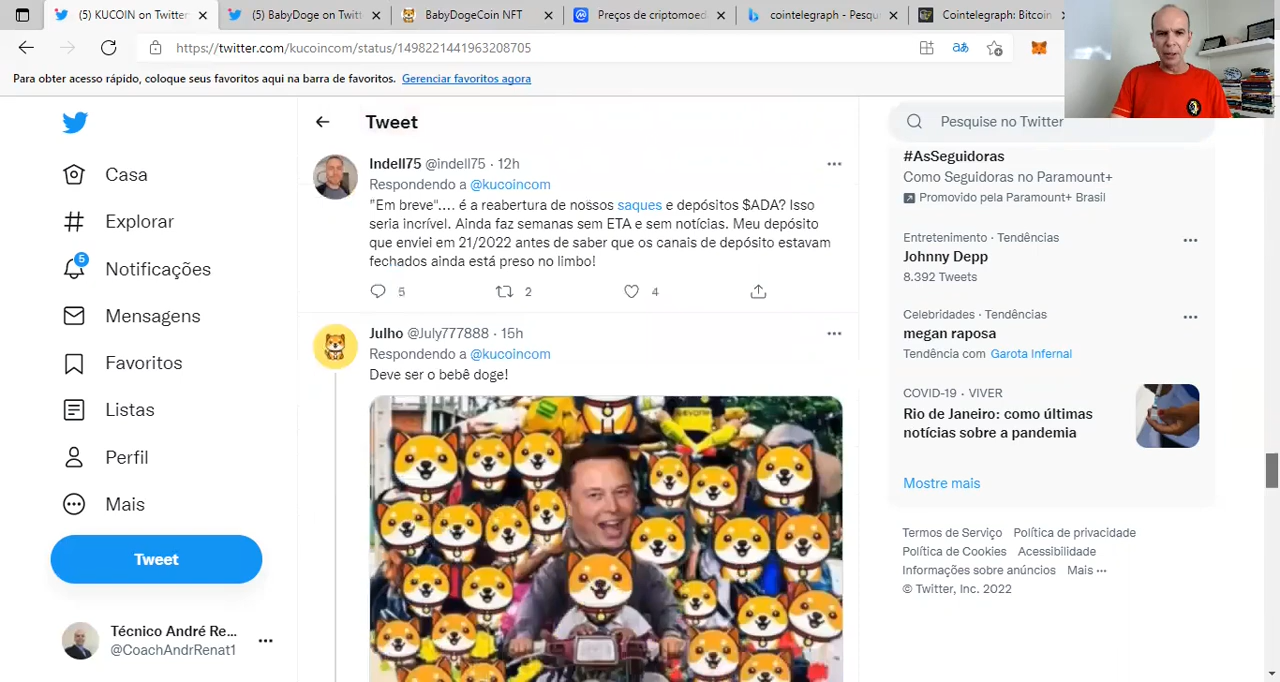 (5) KUCOIN on Twitter
(5) BabyDoge on Twitt
BabyDogeCoin NFT
Preços de criptomoed
cointelegraph - Pesqu
Cointelegraph: Bitcoin
https://twitter.com/kucoincom/status/1498221441963208705
Para obter acesso rápido, coloque seus favoritos aqui na barra de favoritos. Gerenciar favoritos agora
Casa
Explorar
5
Notificações
Mensagens
Favoritos
Listas
Perfil
Mais
Tweet
Técnico André Re...
@CoachAndrRenat1
Tweet
Indell75 @indell75 · 12h
Respondendo a @kucoincom
"Em breve".... é a reabertura de nossos saques e depósitos $ADA? Isso
seria incrível. Ainda faz semanas sem ETA e sem notícias. Meu depósito
que enviei em 21/2022 antes de saber que os canais de depósito estavam
fechados ainda está preso no limbo!
5 2 4
Julho @July777888 · 15h
Respondendo a @kucoincom
Deve ser o bebê doge!
Pesquise no Twitter
#AsSeguidoras
Como Seguidoras no Paramount+
Promovido pela Paramount+ Brasil
Entretenimento · Tendências
Johnny Depp
8.392 Tweets
Celebridades · Tendências
megan raposa
Tendência com Garota Infernal
COVID-19 · VIVER
Rio de Janeiro: como últimas
notícias sobre a pandemia
Mostre mais
Termos de Serviço Política de privacidade
Política de Cookies Acessibilidade
Informações sobre anúncios Mais ···
© Twitter, Inc. 2022